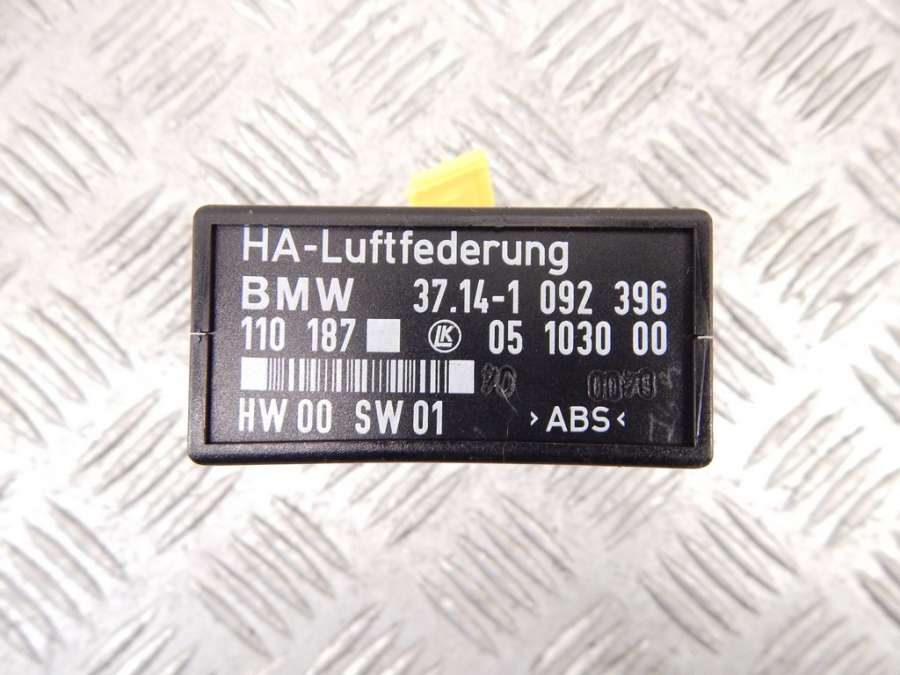 HA-Luftfederung
BMW 37.14-1 092 396
110 187 LK 05 1030 00
HW 00 SW 01 >ABS<